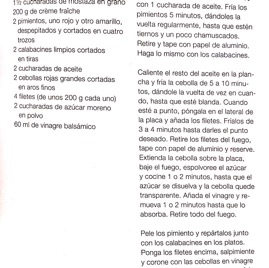 1½ cucharadas de mostaza en grano
200 g de crème fraîche
2 pimientos, uno rojo y otro amarillo,
despepitados y cortados en cuatro
trozos
2 calabacines limpios cortados
en tiras
2 cucharadas de aceite
2 cebollas rojas grandes cortadas
en aros finos
4 filetes (de unos 200 g cada uno)
2 cucharadas de azúcar moreno
en polvo
60 ml de vinagre balsámico
con 1 cucharada de aceite. Fría los
pimientos 5 minutos, dándoles la
vuelta regularmente, hasta que estén
tiernos y un poco chamuscados.
Retire y tape con papel de aluminio.
Haga lo mismo con los calabacines.
Caliente el resto del aceite en la plan-
cha y fría la cebolla de 5 a 10 minu-
tos, dándole la vuelta de vez en cuan-
do, hasta que esté blanda. Cuando
esté a punto, póngala en el lateral de
la placa y añada los filetes. Fríalos de
3 a 4 minutos hasta darles el punto
deseado. Retire los filetes del fuego,
tape con papel de aluminio y reserve.
Extienda la cebolla sobre la placa,
baje el fuego, espolvoree el azúcar
y cocine 1 o 2 minutos, hasta que el
azúcar se disuelva y la cebolla quede
transparente. Añada el vinagre y re-
mueva 1 o 2 minutos hasta que lo
absorba. Retire todo del fuego.
Pele los pimiento y repártalos junto
con los calabacines en los platos.
Ponga los filetes encima, salpimiente
y corone con las cebollas en vinagre